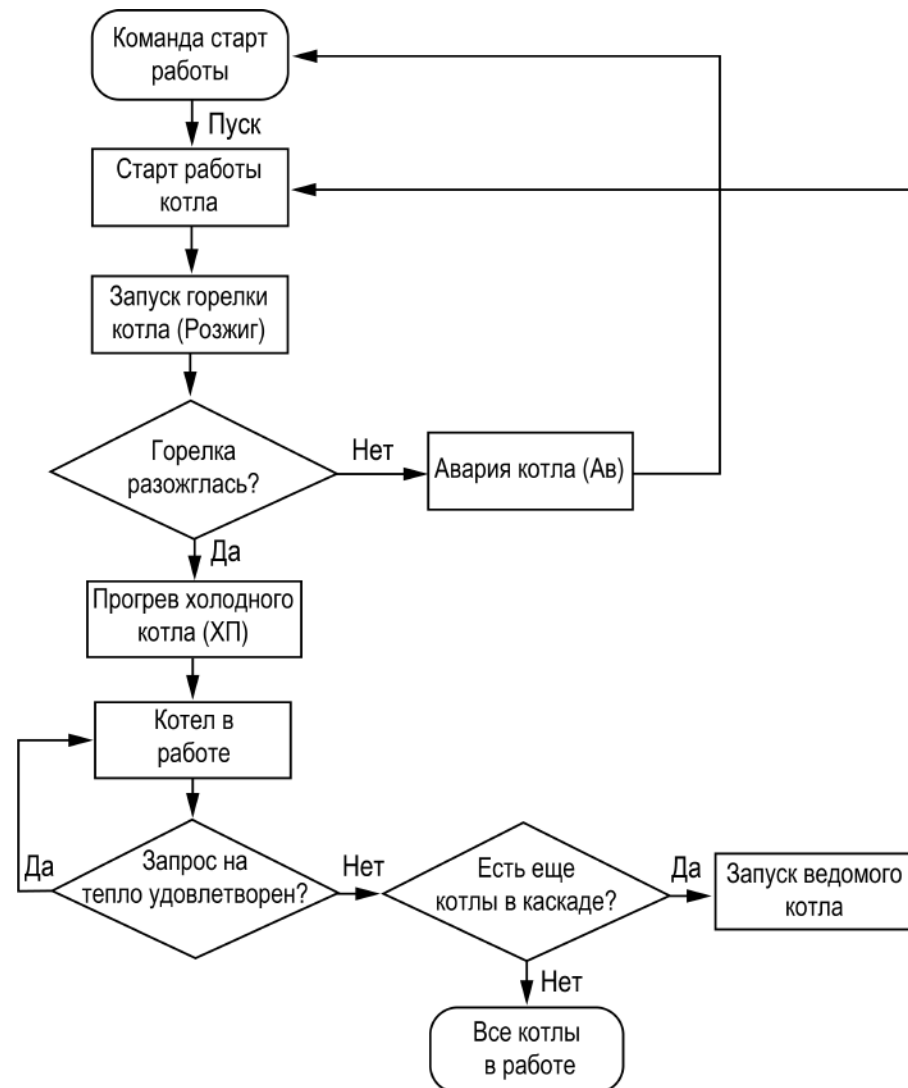 Команда старт
работы
Пуск
Старт работы
котла
Запуск горелки
котла (Розжиг)
Горелка
разожглась?
Нет
Авария котла (Ав)
Да
Прогрев холодного
котла (ХП)
Котел в
работе
Запрос на
тепло удовлетворен?
Да
Нет
Есть еще
котлы в каскаде?
Да
Запуск ведомого
котла
Нет
Все котлы
в работе